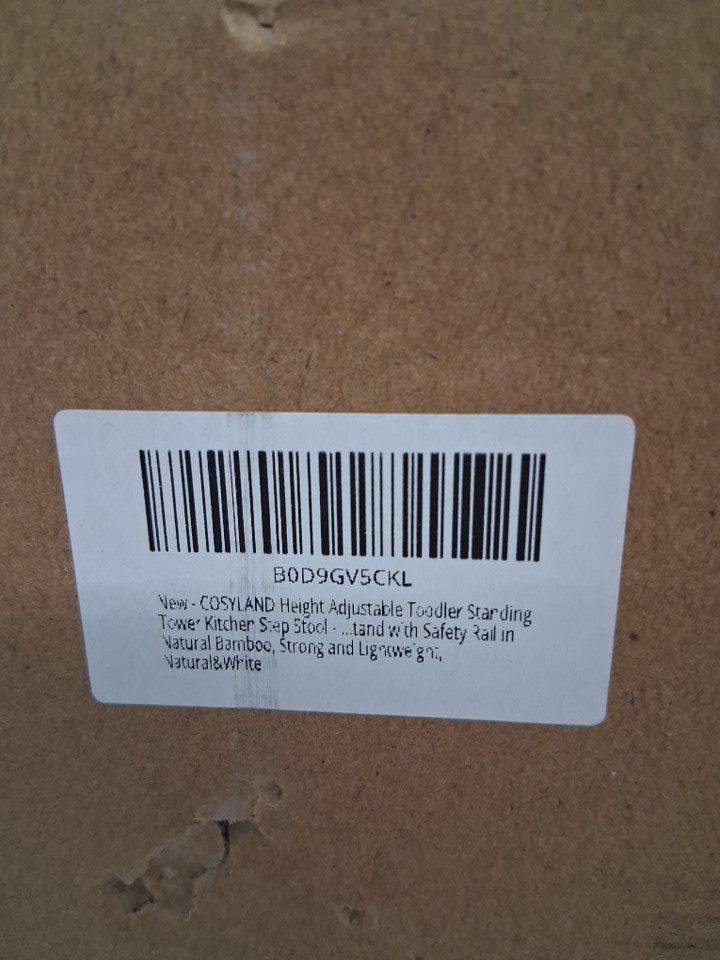 B0D9GV5CKL
New - COSYLAND Height Adjustable Toddler Standing
Tower Kitchen Step Stool - ...tand with Safety Rail in
Natural Bamboo, Strong and Lightweight,
Natural&White